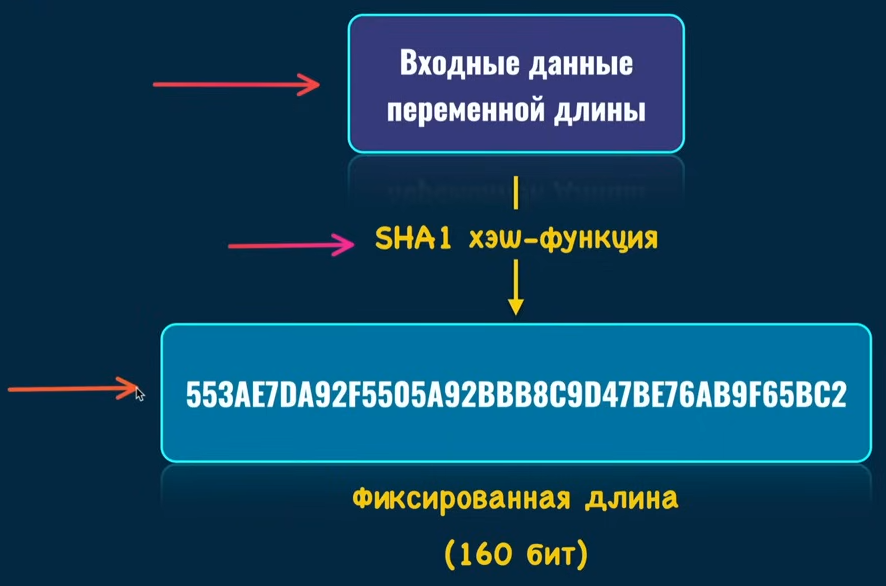 Входные данные
переменной длины
SHA1 хэш-функция
553AE7DA92F5505A92BBB8C9D47BE76AB9F65BC2
Фиксированная длина
(160 бит)